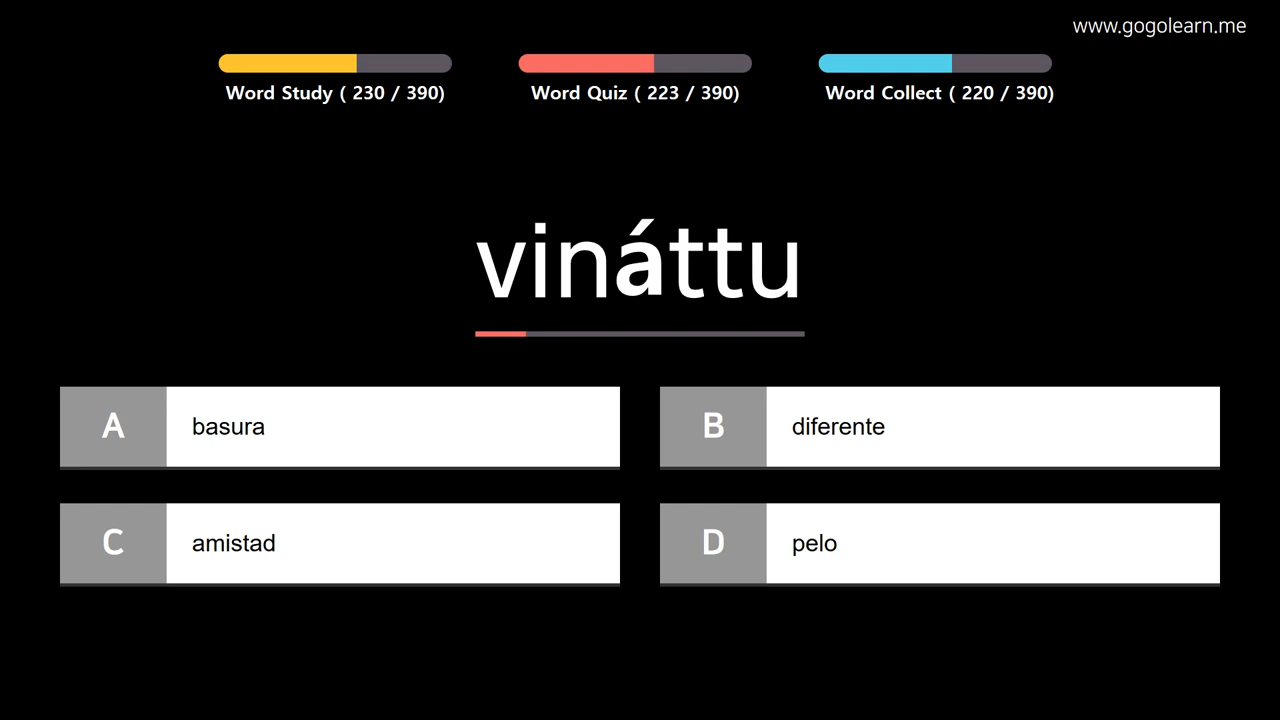 www.gogolearn.me
Word Study ( 230 / 390)
Word Quiz ( 223 / 390)
Word Collect ( 220 / 390)
vináttu
A basura
B diferente
C amistad
D pelo